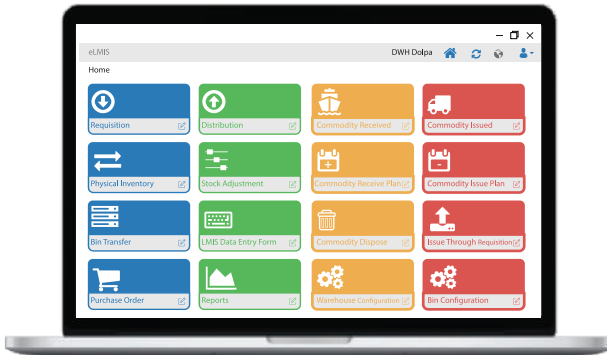 eLMIS
DWH Dolpa
Home
Requisition
Distribution
Commodity Received
Commodity Issued
Physical Inventory
Stock Adjustment
Commodity Receive Plan
Commodity Issue Plan
Bin Transfer
LMIS Data Entry Form
Commodity Dispose
Issue Through Requisition
Purchase Order
Reports
Warehouse Configuration
Bin Configuration